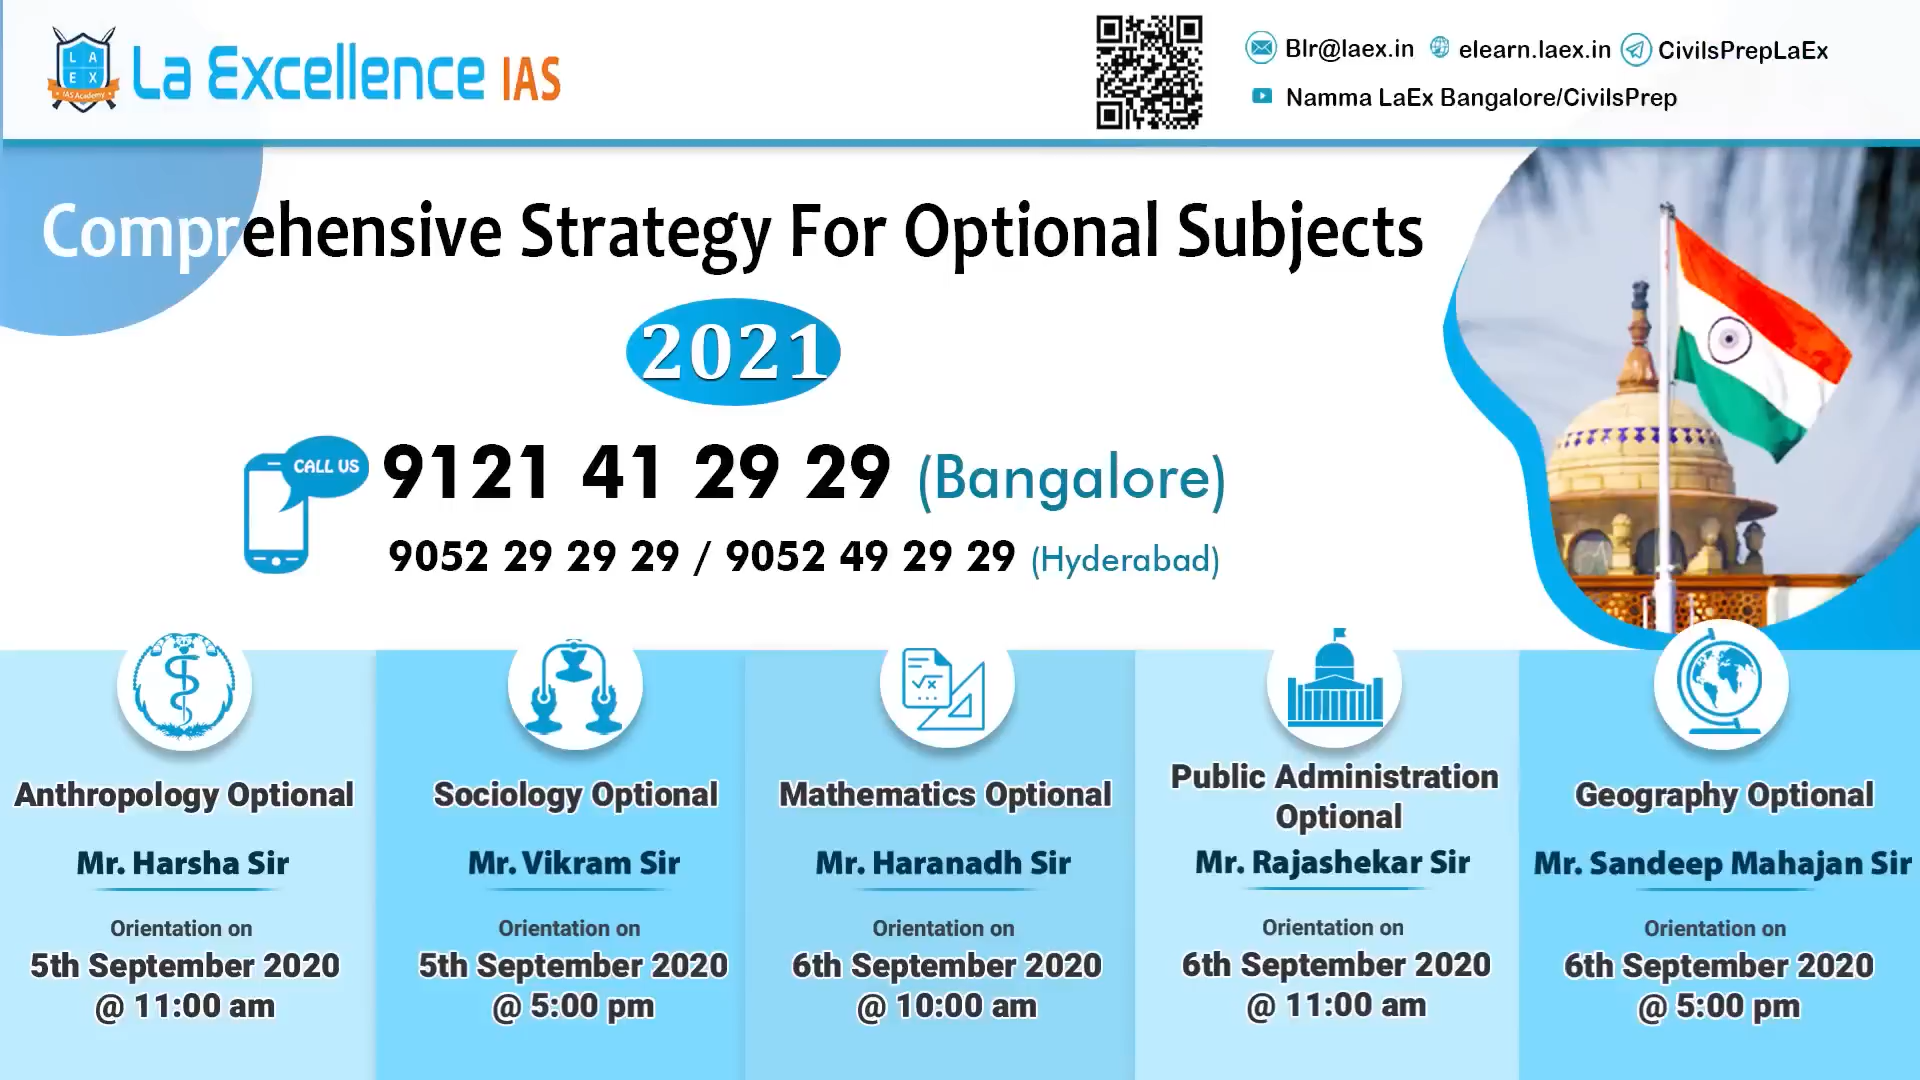 LA
EX
IAS Academy
La Excellence IAS
Blr@laex.in elearn.laex.in CivilsPrepLaEx
Namma LaEx Bangalore/CivilsPrep
Comprehensive Strategy For Optional Subjects
2021
CALL US
9121 41 29 29 (Bangalore)
9052 29 29 29 / 9052 49 29 29 (Hyderabad)
Anthropology Optional
Mr. Harsha Sir
Orientation on
5th September 2020
@ 11:00 am
Sociology Optional
Mr. Vikram Sir
Orientation on
5th September 2020
@ 5:00 pm
√x
Mathematics Optional
Mr. Haranadh Sir
Orientation on
6th September 2020
@ 10:00 am
Public Administration
Optional
Mr. Rajashekar Sir
Orientation on
6th September 2020
@ 11:00 am
Geography Optional
Mr. Sandeep Mahajan Sir
Orientation on
6th September 2020
@ 5:00 pm